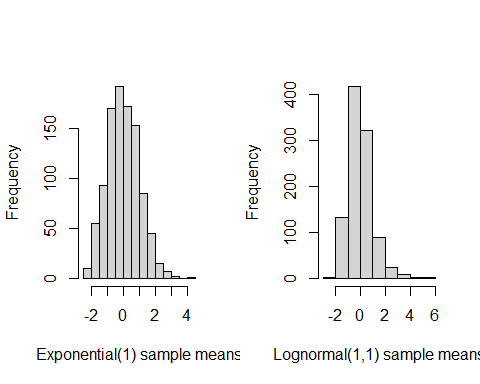 Frequency
150
100
50
0
-2 0 2 4
Exponential(1) sample means
Frequency
400
300
200
100
0
-2 0 2 4 6
Lognormal(1,1) sample means